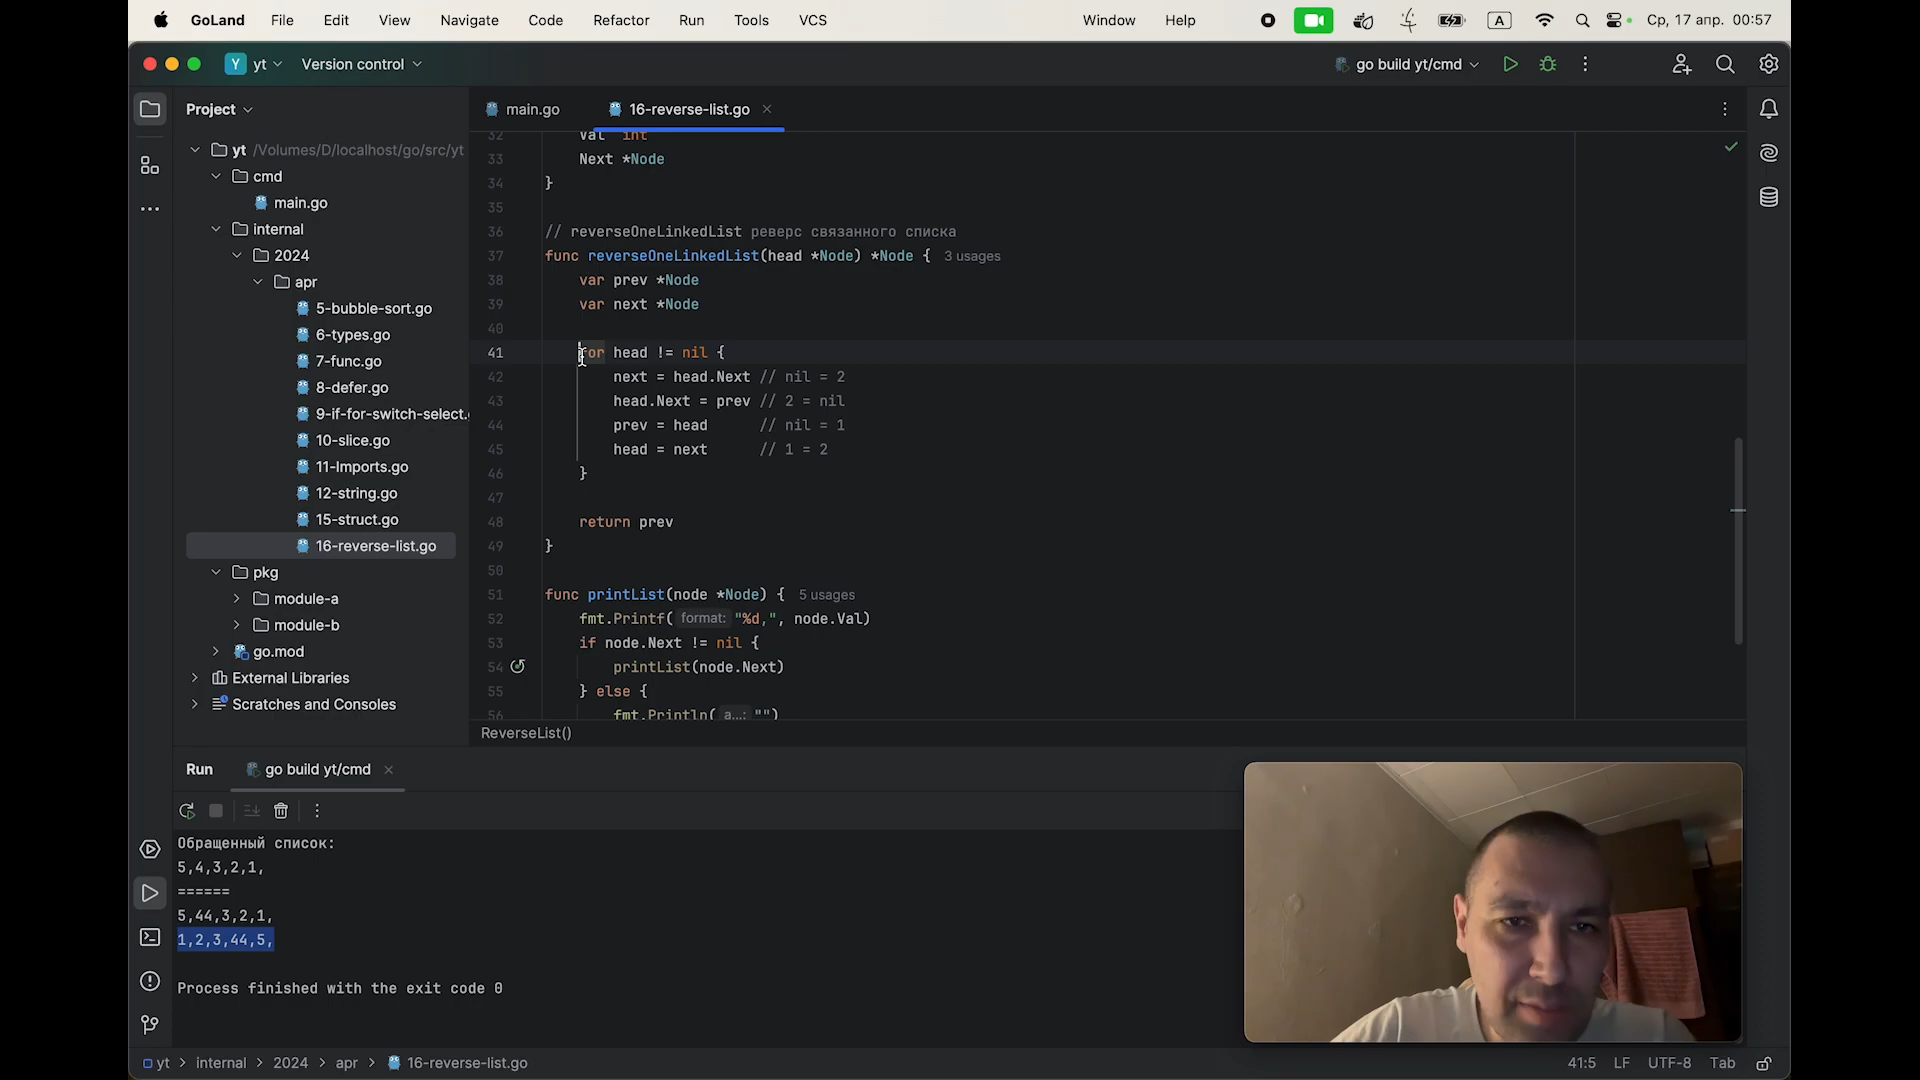 GoLand File Edit View Navigate Code Refactor Run Tools VCS Window Help A Ср, 17 апр. 00:57
Y yt Version control go build yt/cmd
Project
main.go 16-reverse-list.go
yt /Volumes/D/localhost/go/src/yt
cmd
main.go
internal
2024
apr
5-bubble-sort.go
6-types.go
7-func.go
8-defer.go
9-if-for-switch-select.
10-slice.go
11-Imports.go
12-string.go
15-struct.go
16-reverse-list.go
pkg
module-a
module-b
go.mod
External Libraries
Scratches and Consoles
32 Val int
33 Next *Node
34 }
35
36 // reverseOneLinkedList реверс связанного списка
37 func reverseOneLinkedList(head *Node) *Node { 3 usages
38 var prev *Node
39 var next *Node
40
41 for head != nil {
42 next = head.Next // nil = 2
43 head.Next = prev // 2 = nil
44 prev = head // nil = 1
45 head = next // 1 = 2
46 }
47
48 return prev
49 }
50
51 func printList(node *Node) { 5 usages
52 fmt.Printf( format: "%d,", node.Val)
53 if node.Next != nil {
54 printList(node.Next)
55 } else {
56 fmt.Println( a...: "")
ReverseList()
Run go build yt/cmd
Обращенный список:
5,4,3,2,1,
======
5,44,3,2,1,
1,2,3,44,5,
Process finished with the exit code 0
yt > internal > 2024 > apr > 16-reverse-list.go 41:5 LF UTF-8 Tab